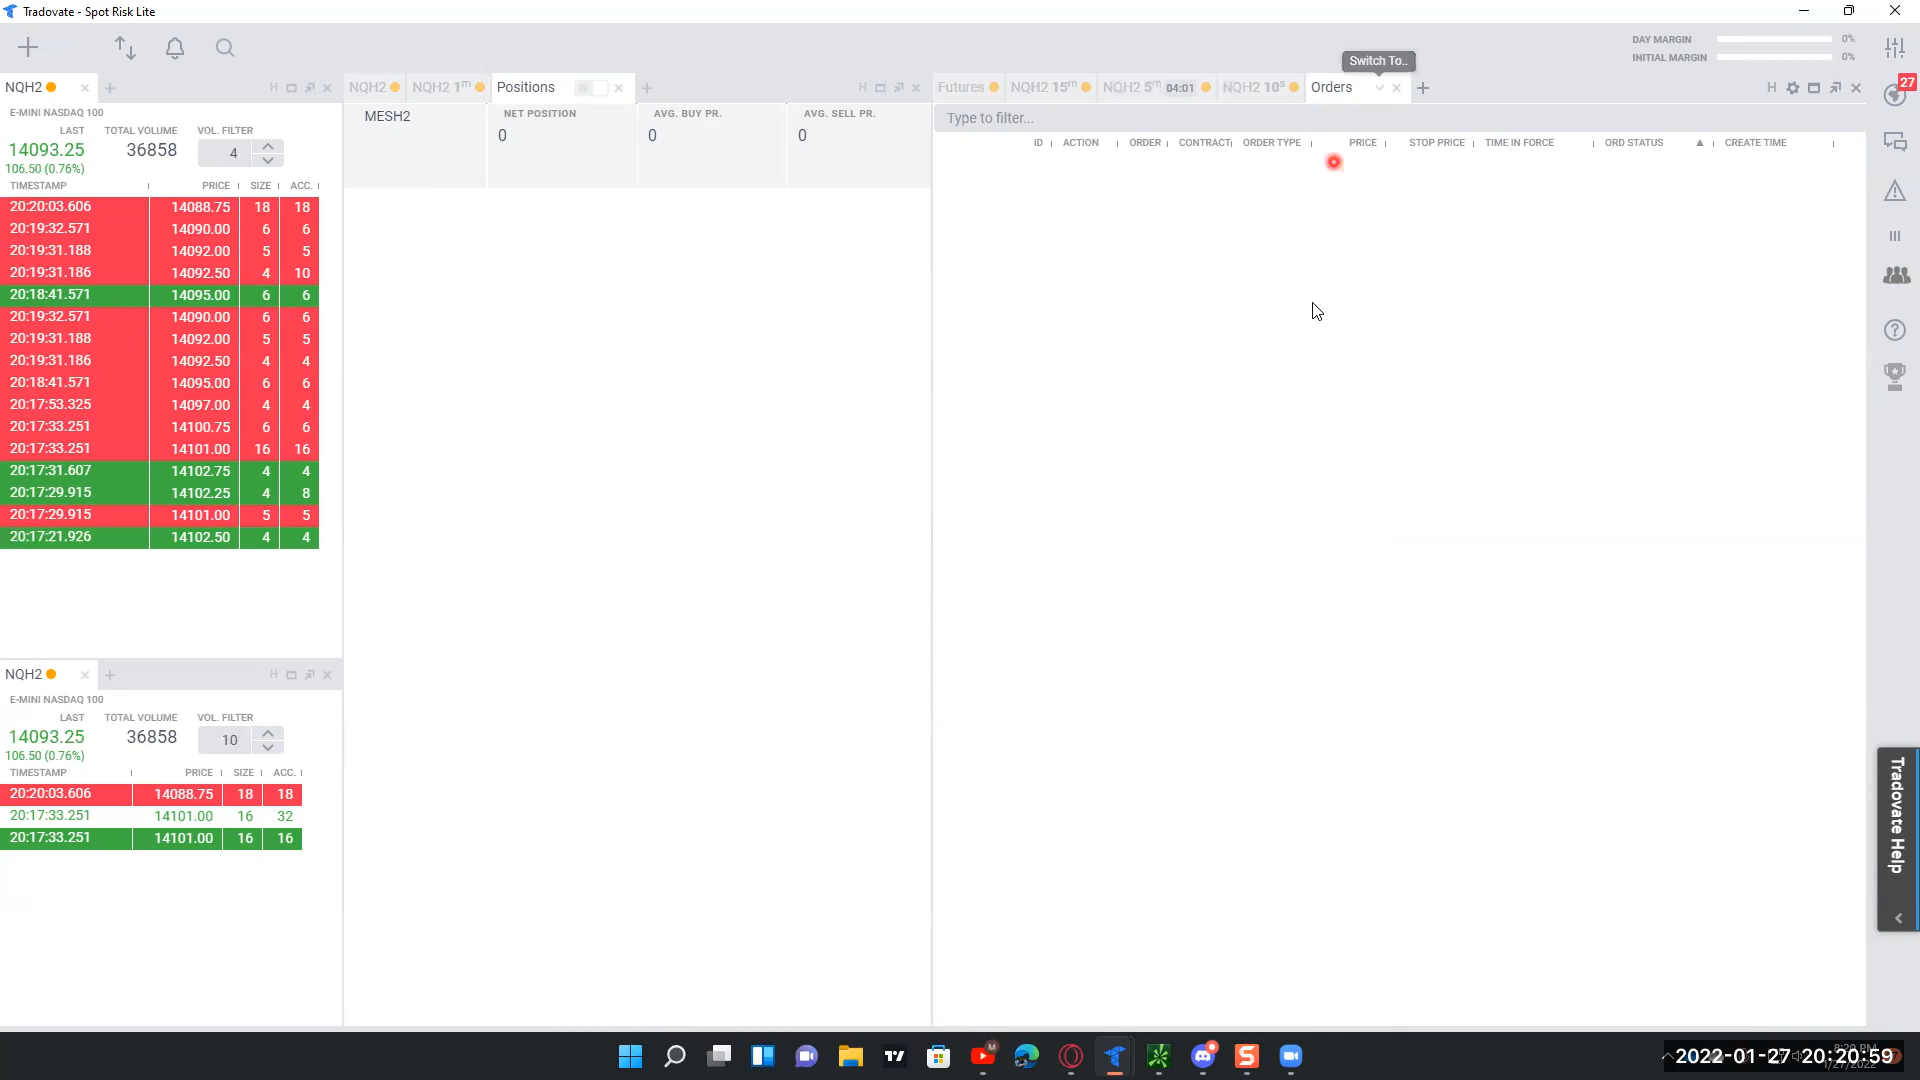 Tradovate - Spot Risk Lite
DAY MARGIN 0%
INITIAL MARGIN 0%
Switch To..
27
NQH2
NQH2 NQH2 1m Positions
Futures NQH2 15m NQH2 5m 04:01 NQH2 10s Orders
H
H
H
E-MINI NASDAQ 100
LAST TOTAL VOLUME VOL. FILTER
14093.25 36858 4
106.50 (0.76%)
TIMESTAMP PRICE SIZE ACC.
20:20:03.606 14088.75 18 18
20:19:32.571 14090.00 6 6
20:19:31.188 14092.00 5 5
20:19:31.186 14092.50 4 10
20:18:41.571 14095.00 6 6
20:19:32.571 14090.00 6 6
20:19:31.188 14092.00 5 5
20:19:31.186 14092.50 4 4
20:18:41.571 14095.00 6 6
20:17:53.325 14097.00 4 4
20:17:33.251 14100.75 6 6
20:17:33.251 14101.00 16 16
20:17:31.607 14102.75 4 4
20:17:29.915 14102.25 4 8
20:17:29.915 14101.00 5 5
20:17:21.926 14102.50 4 4
MESH2
NET POSITION AVG. BUY PR. AVG. SELL PR.
0 0 0
Type to filter...
ID ACTION ORDER CONTRACT ORDER TYPE PRICE STOP PRICE TIME IN FORCE ORD STATUS CREATE TIME
NQH2
H
E-MINI NASDAQ 100
LAST TOTAL VOLUME VOL. FILTER
14093.25 36858 10
106.50 (0.76%)
TIMESTAMP PRICE SIZE ACC.
20:20:03.606 14088.75 18 18
20:17:33.251 14101.00 16 32
20:17:33.251 14101.00 16 16
Tradovate Help
M
2022-01-27 20:20:59